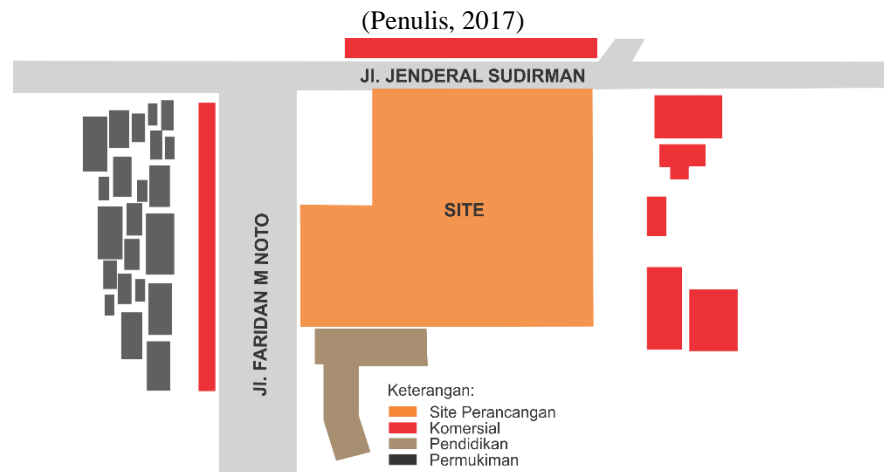 (Penulis, 2017)
Jl. JENDERAL SUDIRMAN
SITE
Jl. FARIDAN M NOTO
Keterangan:
Site Perancangan
Komersial
Pendidikan
Permukiman